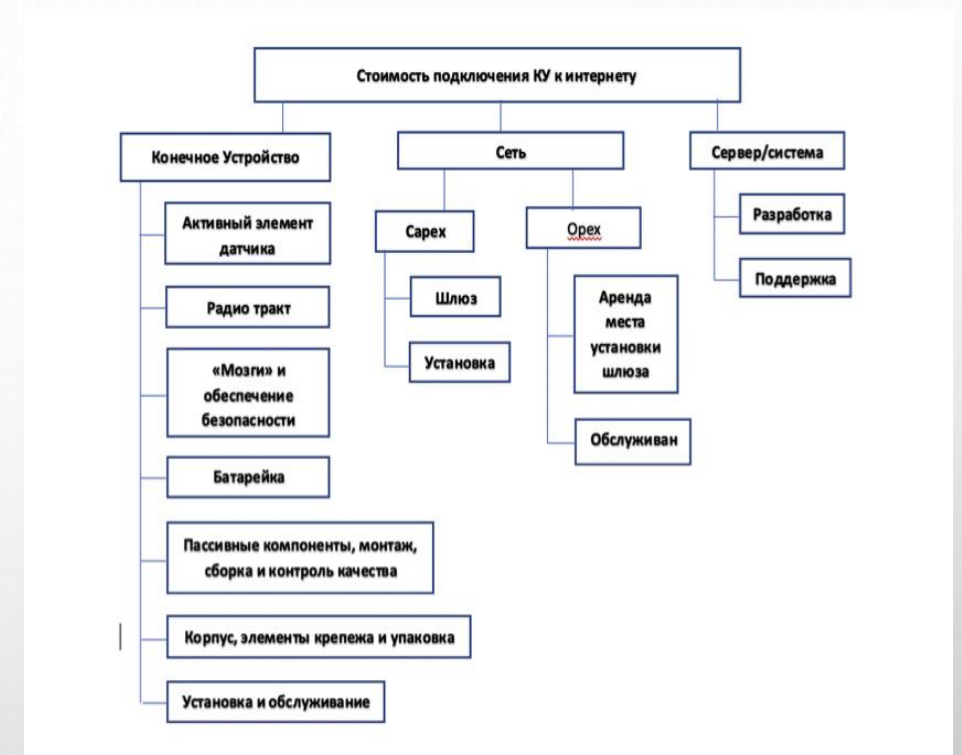 Стоимость подключения КУ к интернету
Конечное Устройство
Активный элемент
датчика
Радио тракт
«Мозги» и
обеспечение
безопасности
Батарейка
Пассивные компоненты, монтаж,
сборка и контроль качества
Корпус, элементы крепежа и упаковка
Установка и обслуживание
Сеть
Capex
Шлюз
Установка
Opex
Аренда
места
установки
шлюза
Обслуживан
Сервер/система
Разработка
Поддержка